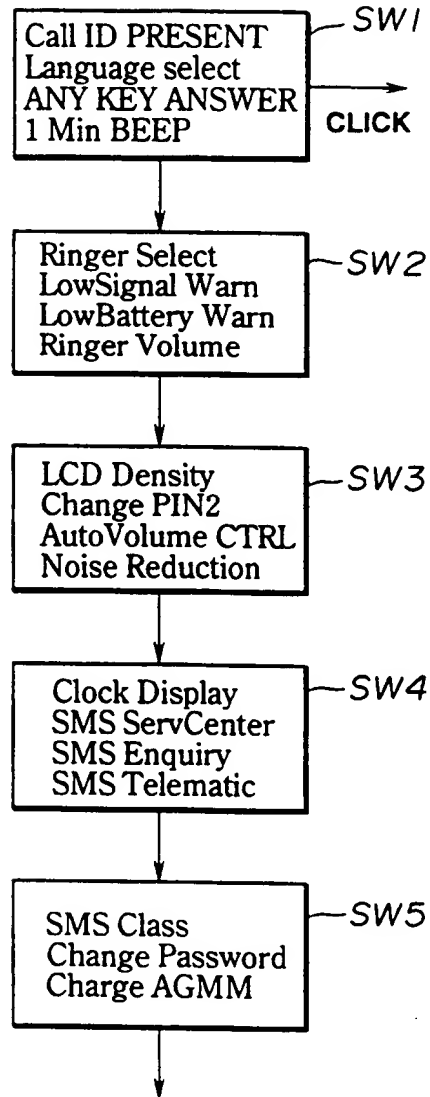 Call ID PRESENT
Language select
ANY KEY ANSWER
1 Min BEEP
SW1
CLICK
Ringer Select
LowSignal Warn
LowBattery Warn
Ringer Volume
SW2
LCD Density
Change PIN2
AutoVolume CTRL
Noise Reduction
SW3
Clock Display
SMS ServCenter
SMS Enquiry
SMS Telematic
SW4
SMS Class
Change Password
Charge AGMM
SW5